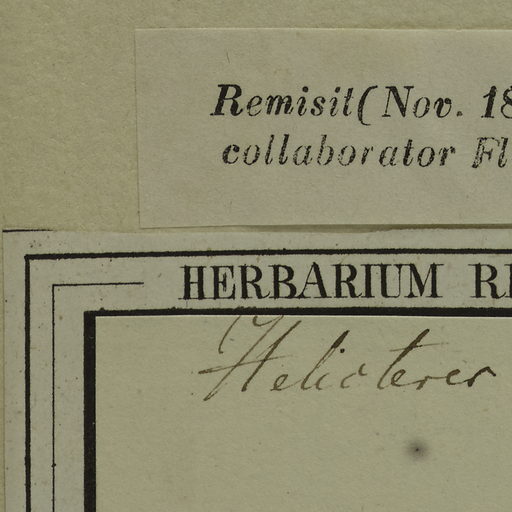 Remisit (Nov. 18
collaborator Fl
HERBARIUM R
Helicteres